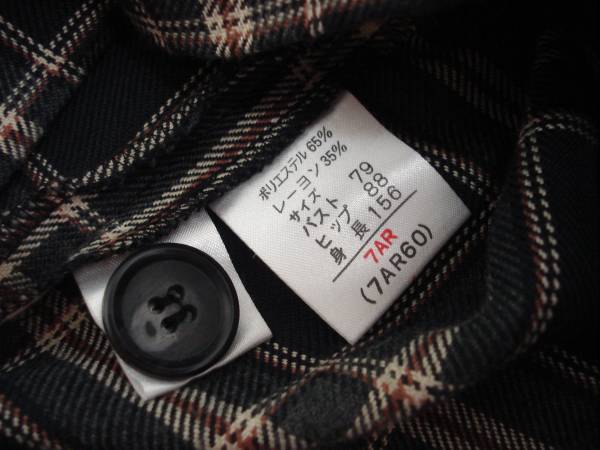 ポリエステル 65%
レーヨン 35%
サイズ
バスト 79
ヒップ 88
身長 156
7AR
(7AR60)